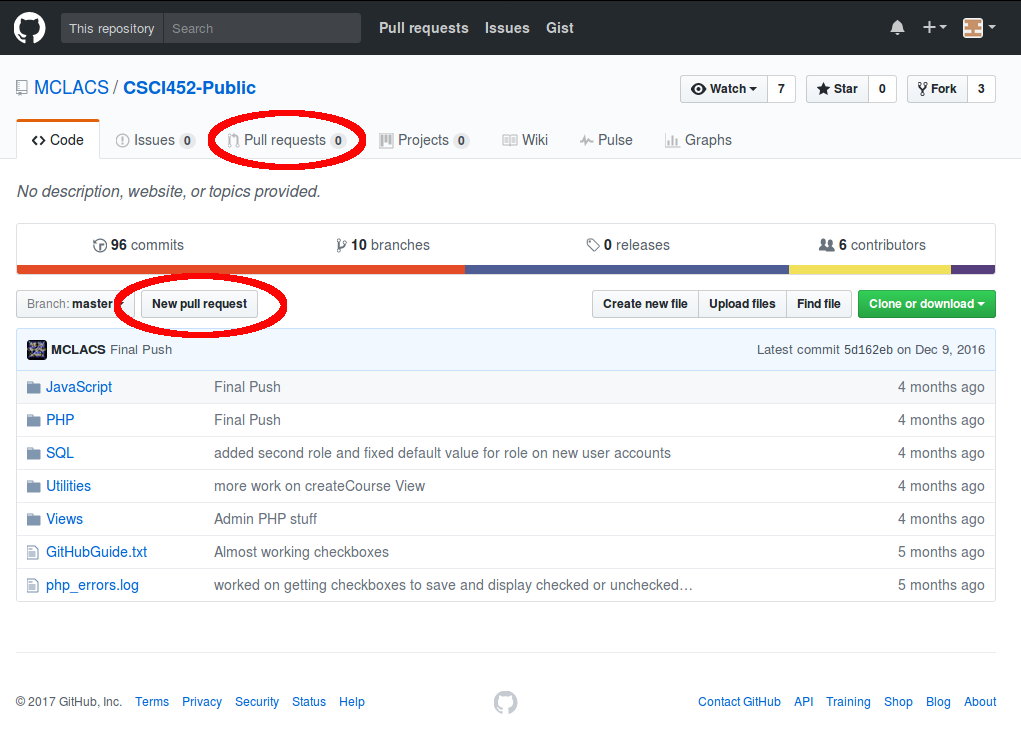 This repository Search Pull requests Issues Gist
MCLACS / CSCI452-Public Watch 7 Star 0 Fork 3
Code Issues 0 Pull requests 0 Projects 0 Wiki Pulse Graphs
No description, website, or topics provided.
96 commits 10 branches 0 releases 6 contributors
Branch: master New pull request Create new file Upload files Find file Clone or download
MCLACS Final Push Latest commit 5d162eb on Dec 9, 2016
JavaScript Final Push 4 months ago
PHP Final Push 4 months ago
SQL added second role and fixed default value for role on new user accounts 4 months ago
Utilities more work on createCourse View 4 months ago
Views Admin PHP stuff 4 months ago
GitHubGuide.txt Almost working checkboxes 5 months ago
php_errors.log worked on getting checkboxes to save and display checked or unchecked… 5 months ago
© 2017 GitHub, Inc. Terms Privacy Security Status Help Contact GitHub API Training Shop Blog About